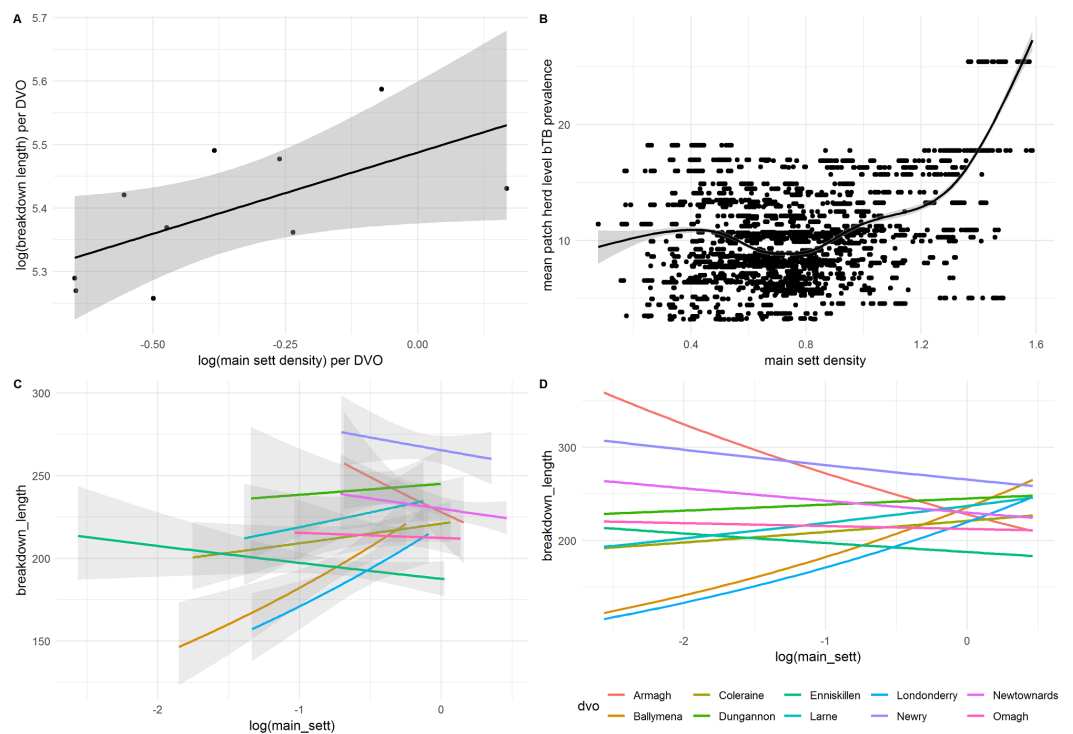 A
5.7
5.6
5.5
5.4
5.3
log(breakdown length) per DVO
-0.50
-0.25
0.00
log(main sett density) per DVO
B
20
10
mean patch herd level bTB prevalence
0.4
0.8
1.2
1.6
main sett density
C
300
250
200
150
breakdown_length
-2
-1
0
log(main_sett)
D
300
200
breakdown_length
-2
-1
0
log(main_sett)
dvo
Armagh
Coleraine
Enniskillen
Londonderry
Newtownards
Ballymena
Dungannon
Larne
Newry
Omagh